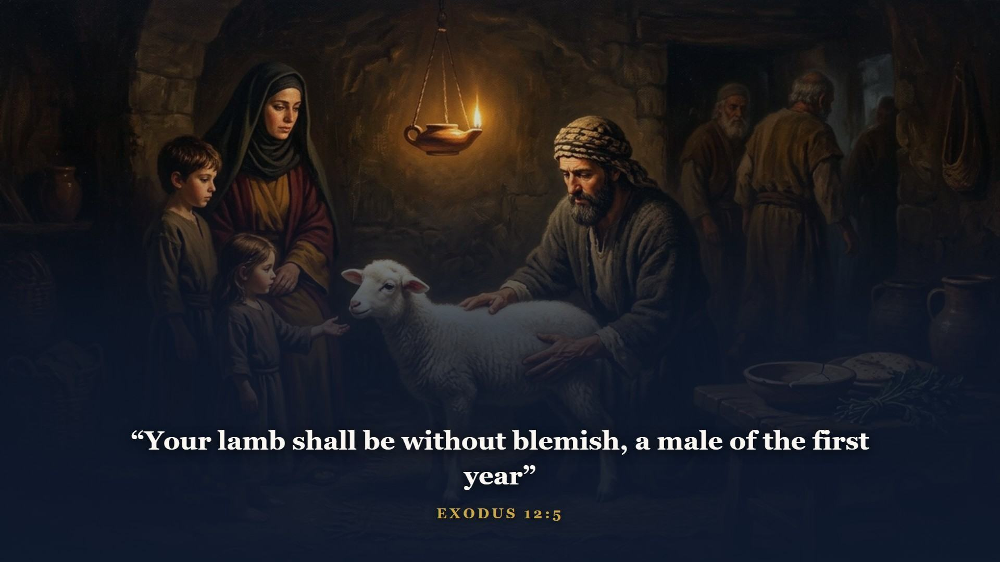 “Your lamb shall be without blemish, a male of the first
year”
EXODUS 12:5